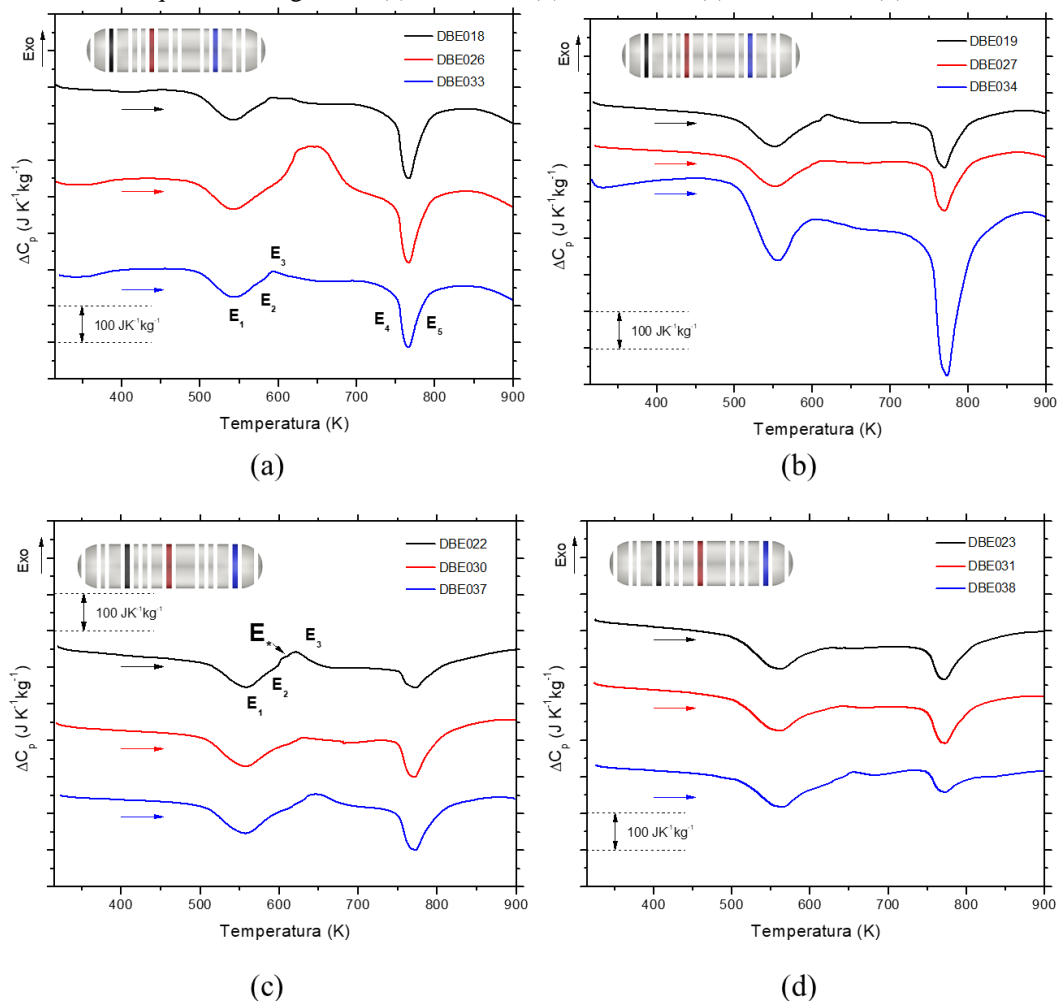 Exo
DBE018
DBE026
DBE033
ΔCp (J K-1kg-1)
E1
E2
E3
E4
E5
100 JK-1kg-1
400 500 600 700 800 900
Temperatura (K)
(a)
Exo
DBE019
DBE027
DBE034
ΔCp (J K-1kg-1)
100 JK-1kg-1
400 500 600 700 800 900
Temperatura (K)
(b)
Exo
DBE022
DBE030
DBE037
100 JK-1kg-1
ΔCp (J K-1kg-1)
E*
E3
E2
E1
400 500 600 700 800 900
Temperatura (K)
(c)
Exo
DBE023
DBE031
DBE038
ΔCp (J K-1kg-1)
100 JK-1kg-1
400 500 600 700 800 900
Temperatura (K)
(d)